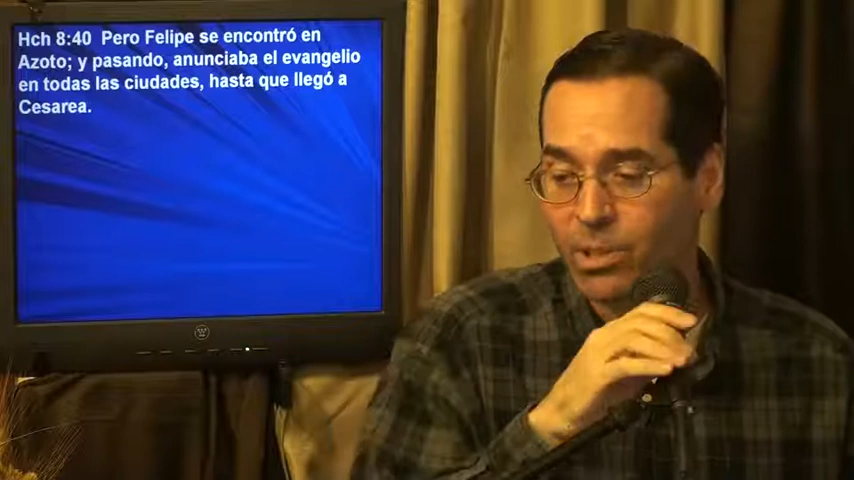 Hch 8:40  Pero Felipe se encontró en
Azoto; y pasando, anunciaba el evangelio
en todas las ciudades, hasta que llegó a
Cesarea.